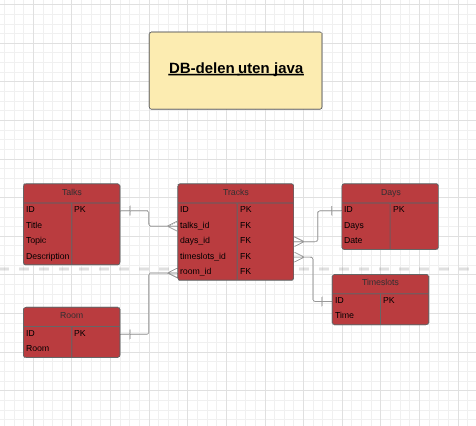 DB-delen uten java
Talks
ID PK
Title
Topic
Description
Tracks
ID PK
talks_id FK
days_id FK
timeslots_id FK
room_id FK
Days
ID PK
Days
Date
Timeslots
ID PK
Time
Room
ID PK
Room